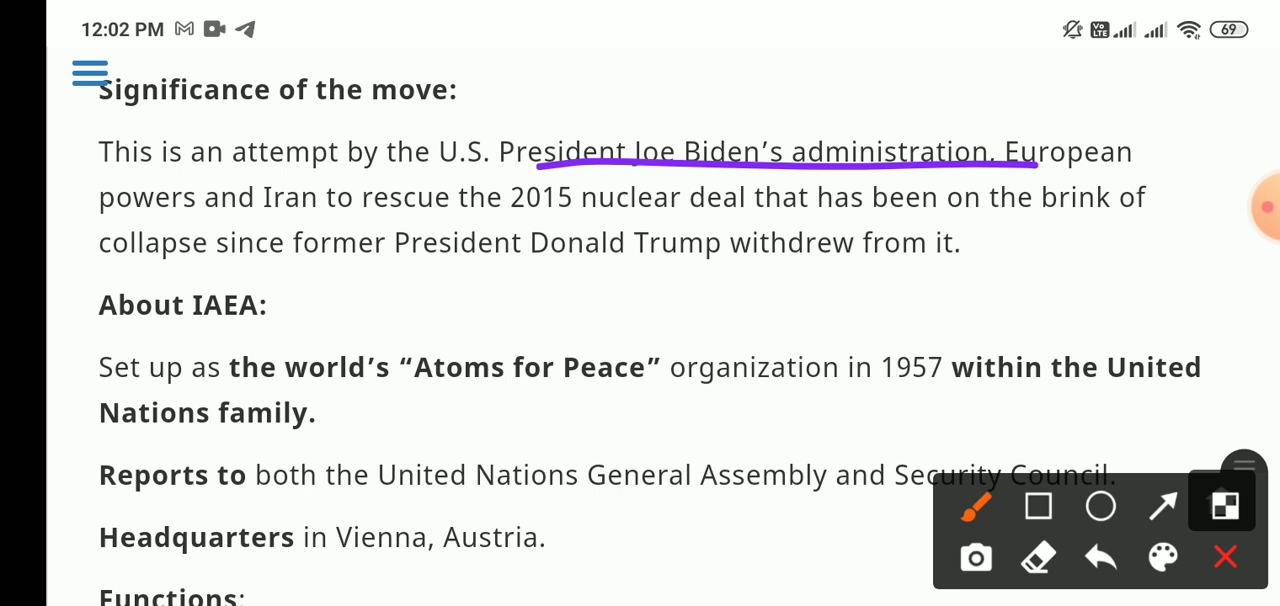 12:02 PM
Vo
LTE
69
Significance of the move:
This is an attempt by the U.S. President Joe Biden’s administration, European
powers and Iran to rescue the 2015 nuclear deal that has been on the brink of
collapse since former President Donald Trump withdrew from it.
About IAEA:
Set up as the world’s “Atoms for Peace” organization in 1957 within the United
Nations family.
Reports to both the United Nations General Assembly and Security Council.
Headquarters in Vienna, Austria.
Functions: